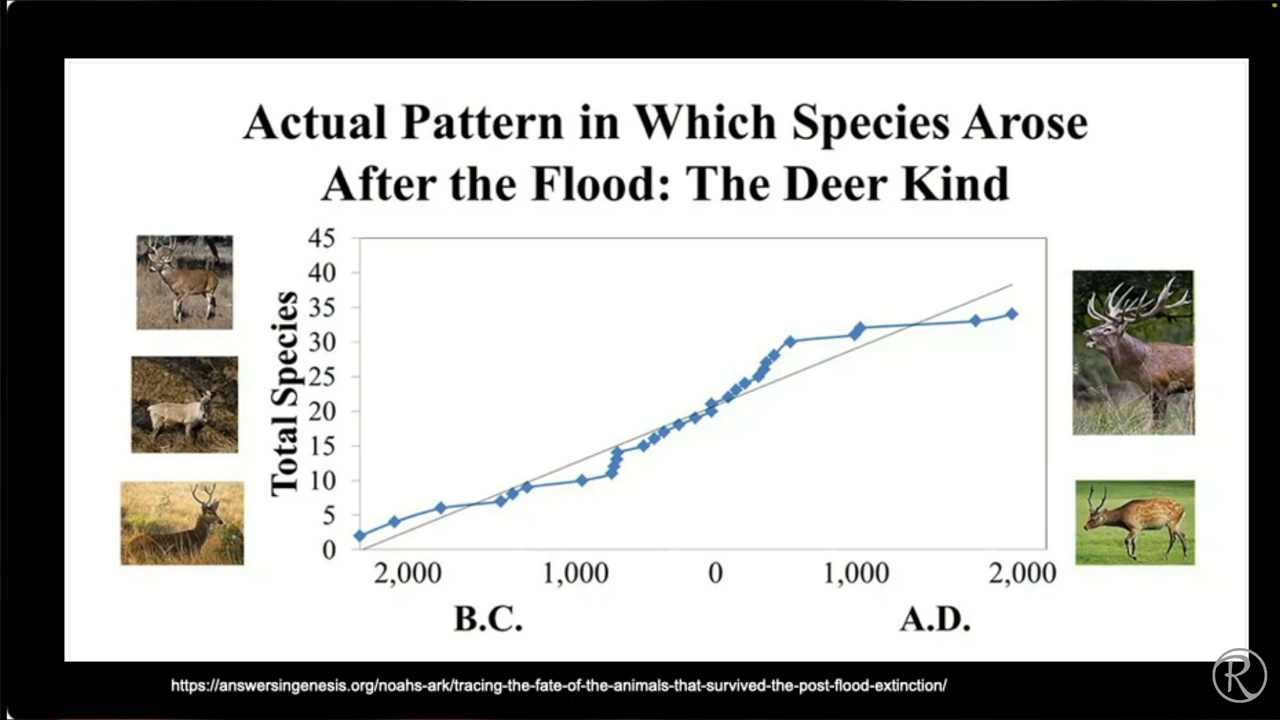 Actual Pattern in Which Species Arose
After the Flood: The Deer Kind
Total Species
45
40
35
30
25
20
15
10
5
0
2,000 1,000 0 1,000 2,000
B.C. A.D.
https://answersingenesis.org/noahs-ark/tracing-the-fate-of-the-animals-that-survived-the-post-flood-extinction/
R